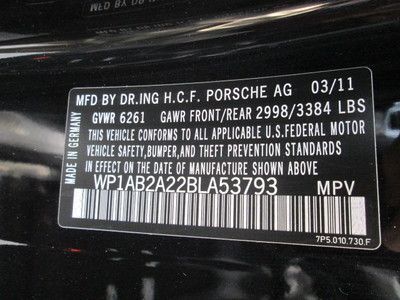 MFD BY DR.ING H.C.F. PORSCHE AG 03/11
GVWR 6261 GAWR FRONT/REAR 2998/3384 LBS
THIS VEHICLE CONFORMS TO ALL APPLICABLE U.S.FEDERAL MOTOR
VEHICLE SAFETY,BUMPER,AND THEFT PREVENTION STANDARDS
IN EFFECT ON THE DATE OF MANUFACTURE SHOWN ABOVE
WP1AB2A22BLA53793 MPV
7P5.010.730.F
MADE IN GERMANY